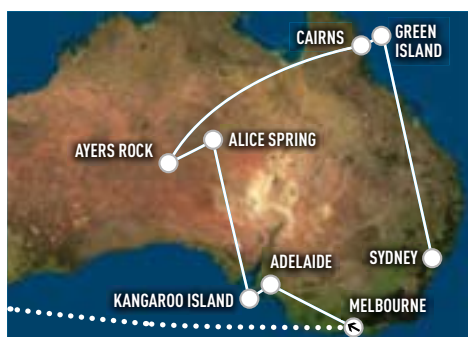 CAIRNS
GREEN
ISLAND
ALICE SPRING
AYERS ROCK
ADELAIDE
SYDNEY
KANGAROO ISLAND
MELBOURNE